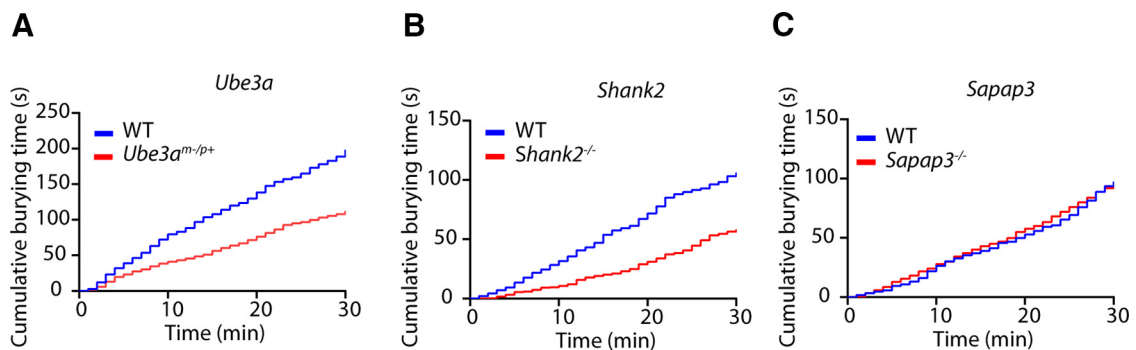 A
Ube3a
Cumulative burying time (s)
250
200
150
100
50
0
WT
Ube3a^m-/p+
0 10 20 30
Time (min)
B
Shank2
Cumulative burying time (s)
150
100
50
0
WT
Shank2^-/-
0 10 20 30
Time (min)
C
Sapap3
Cumulative burying time (s)
150
100
50
0
WT
Sapap3^-/-
0 10 20 30
Time (min)